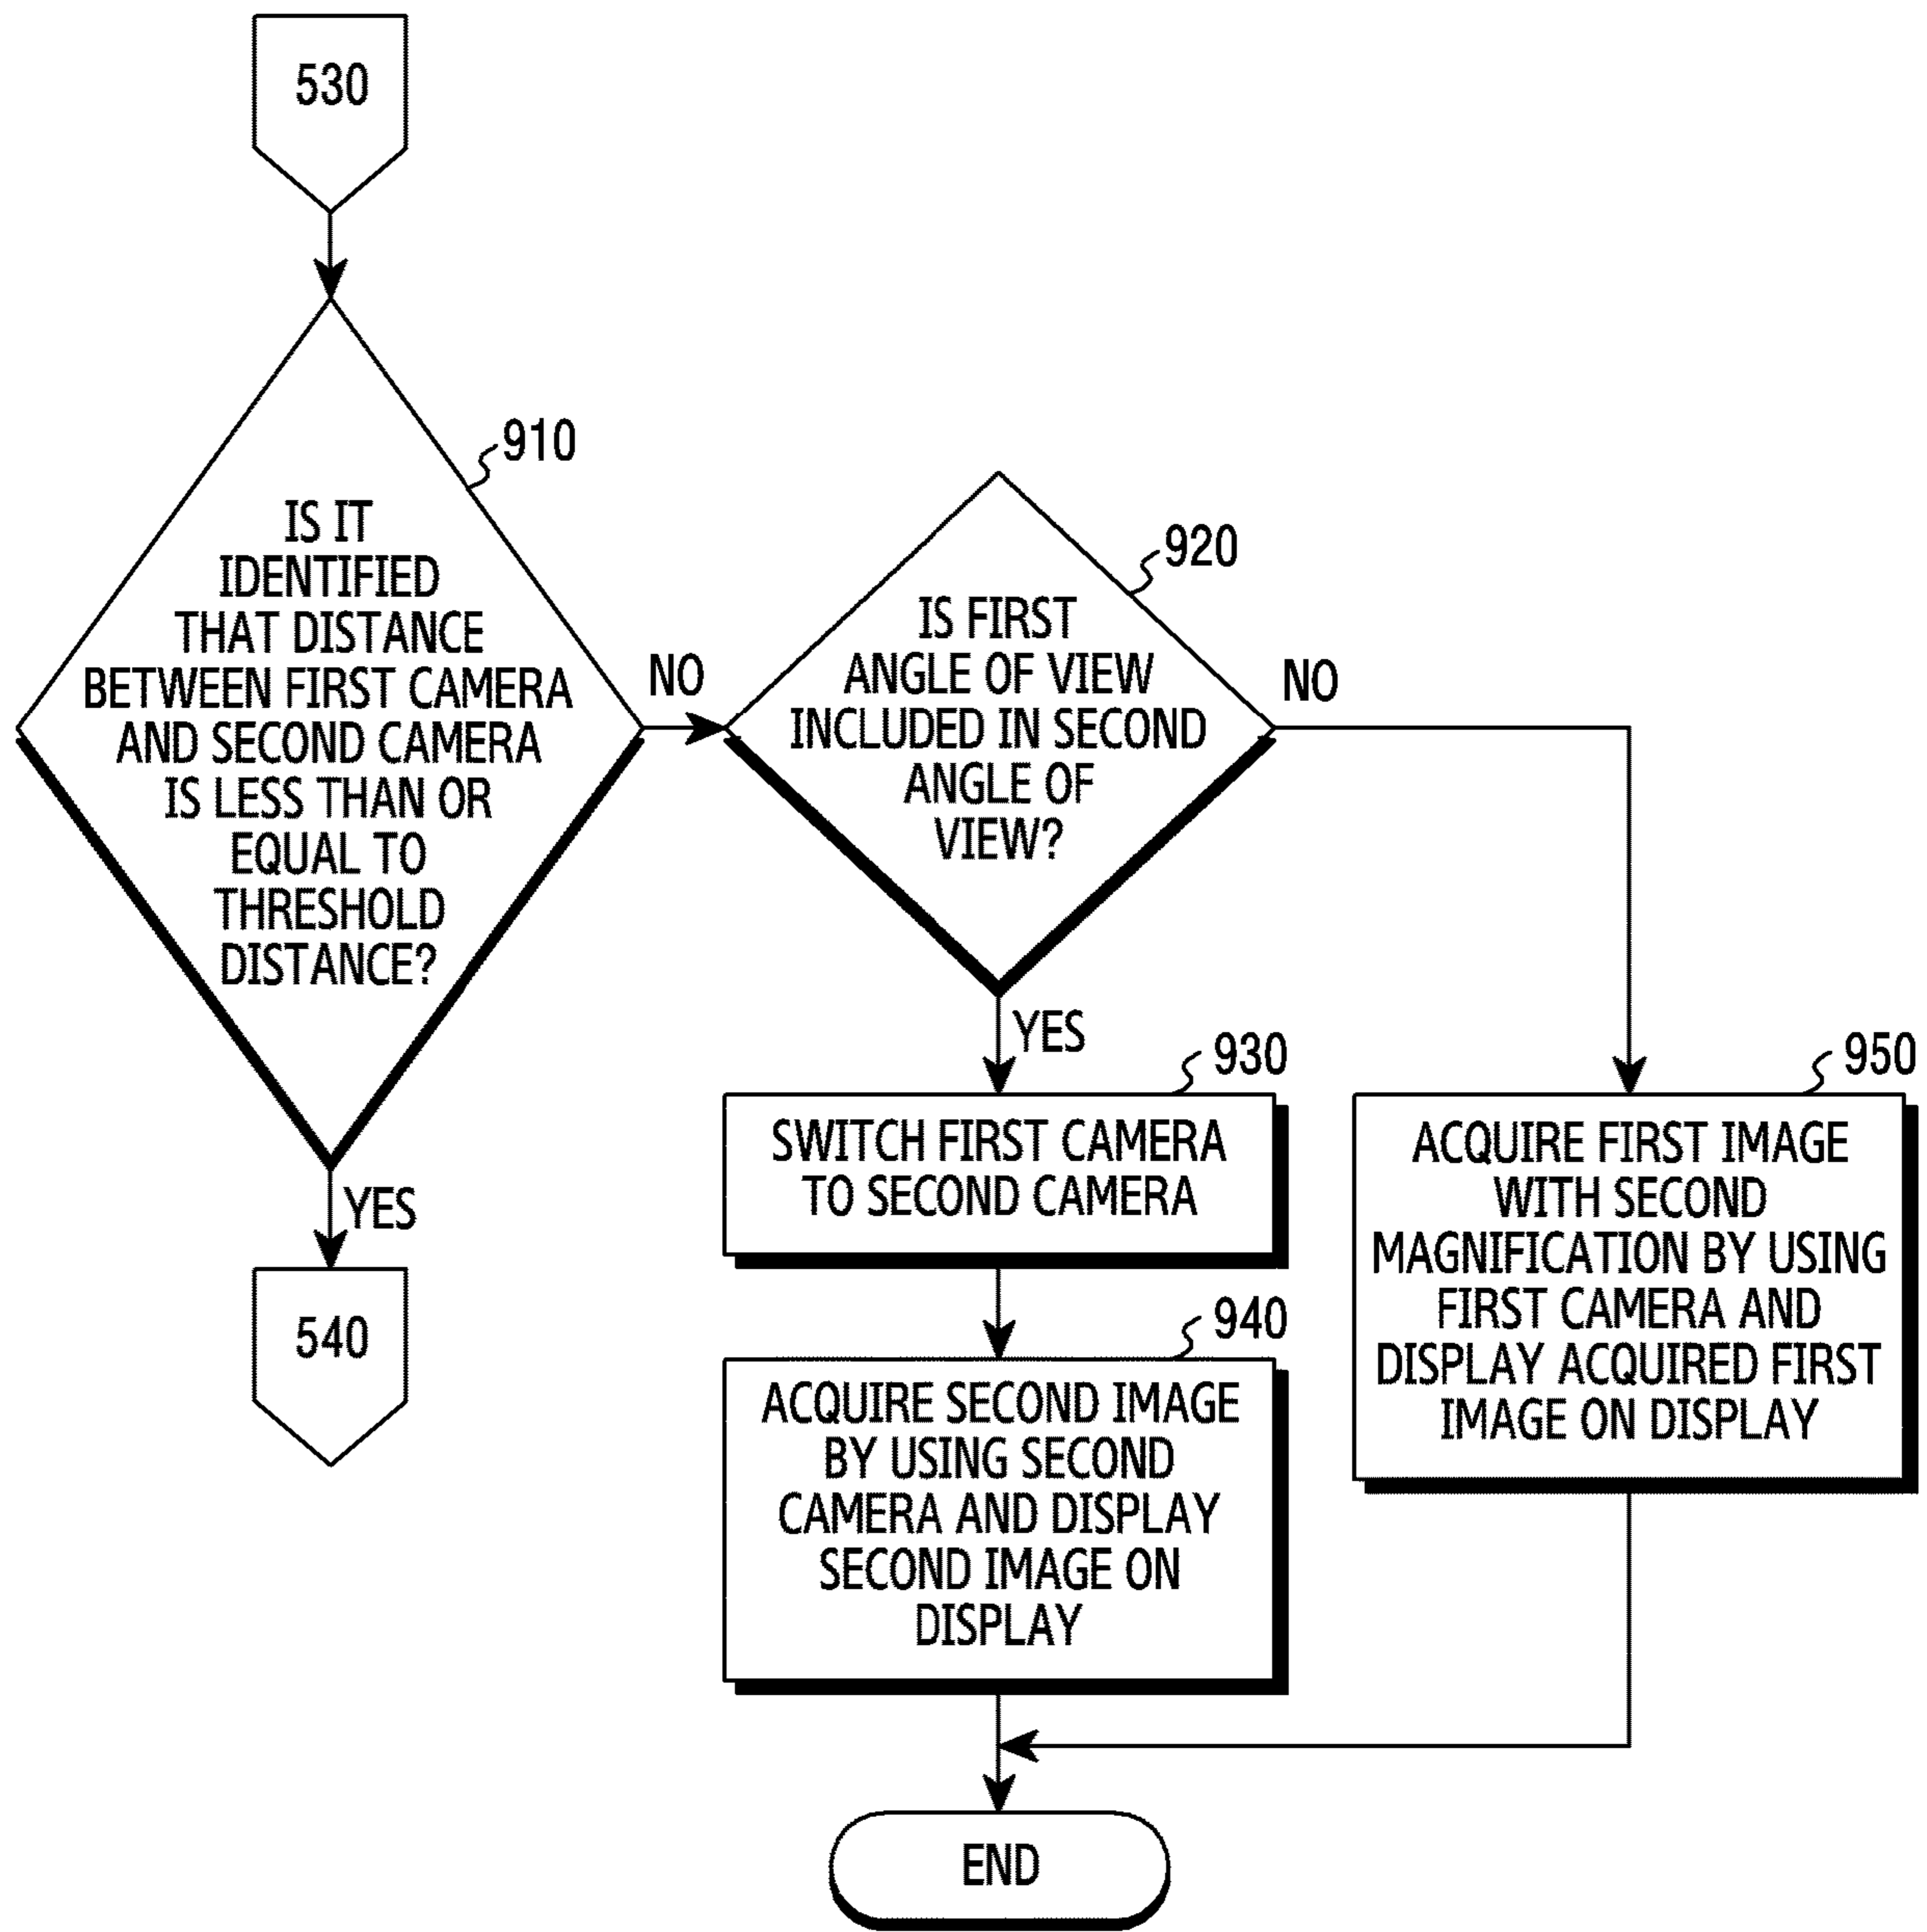 530
910
IS IT
IDENTIFIED
THAT DISTANCE
BETWEEN FIRST CAMERA
AND SECOND CAMERA
IS LESS THAN OR
EQUAL TO
THRESHOLD
DISTANCE?
NO
YES
540
920
IS FIRST
ANGLE OF VIEW
INCLUDED IN SECOND
ANGLE OF
VIEW?
NO
YES
930
SWITCH FIRST CAMERA
TO SECOND CAMERA
940
ACQUIRE SECOND IMAGE
BY USING SECOND
CAMERA AND DISPLAY
SECOND IMAGE ON
DISPLAY
950
ACQUIRE FIRST IMAGE
WITH SECOND
MAGNIFICATION BY USING
FIRST CAMERA AND
DISPLAY ACQUIRED FIRST
IMAGE ON DISPLAY
END